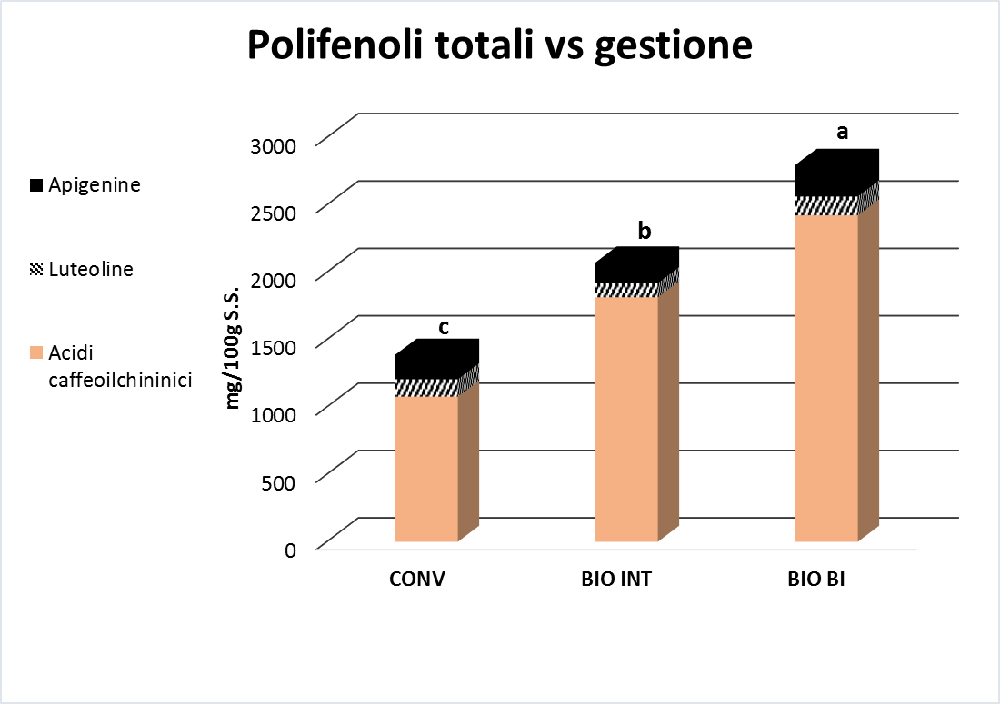 Polifenoli totali vs gestione
Apigenine
Luteoline
Acidi
caffeoilchininici
mg/100g S.S.
3000
2500
2000
1500
1000
500
0
c
b
a
CONV
BIO INT
BIO BI